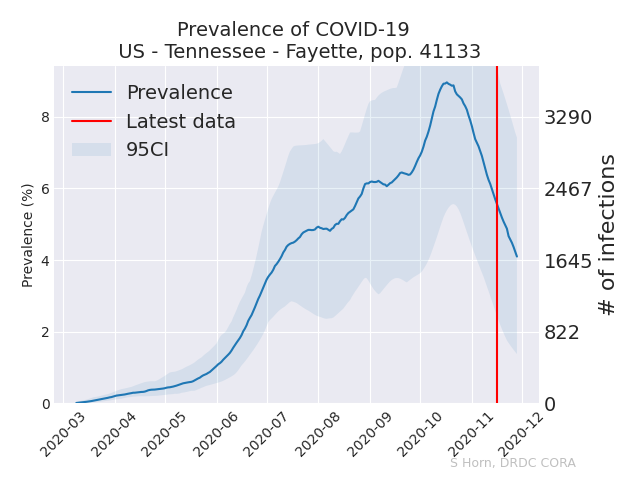 Prevalence of COVID-19
US - Tennessee - Fayette, pop. 41133
Prevalence
Latest data
95CI
Prevalence (%)
8
6
4
2
0
3290
2467
1645
822
0
# of infections
2020-03
2020-04
2020-05
2020-06
2020-07
2020-08
2020-09
2020-10
2020-11
2020-12
S Horn, DRDC CORA